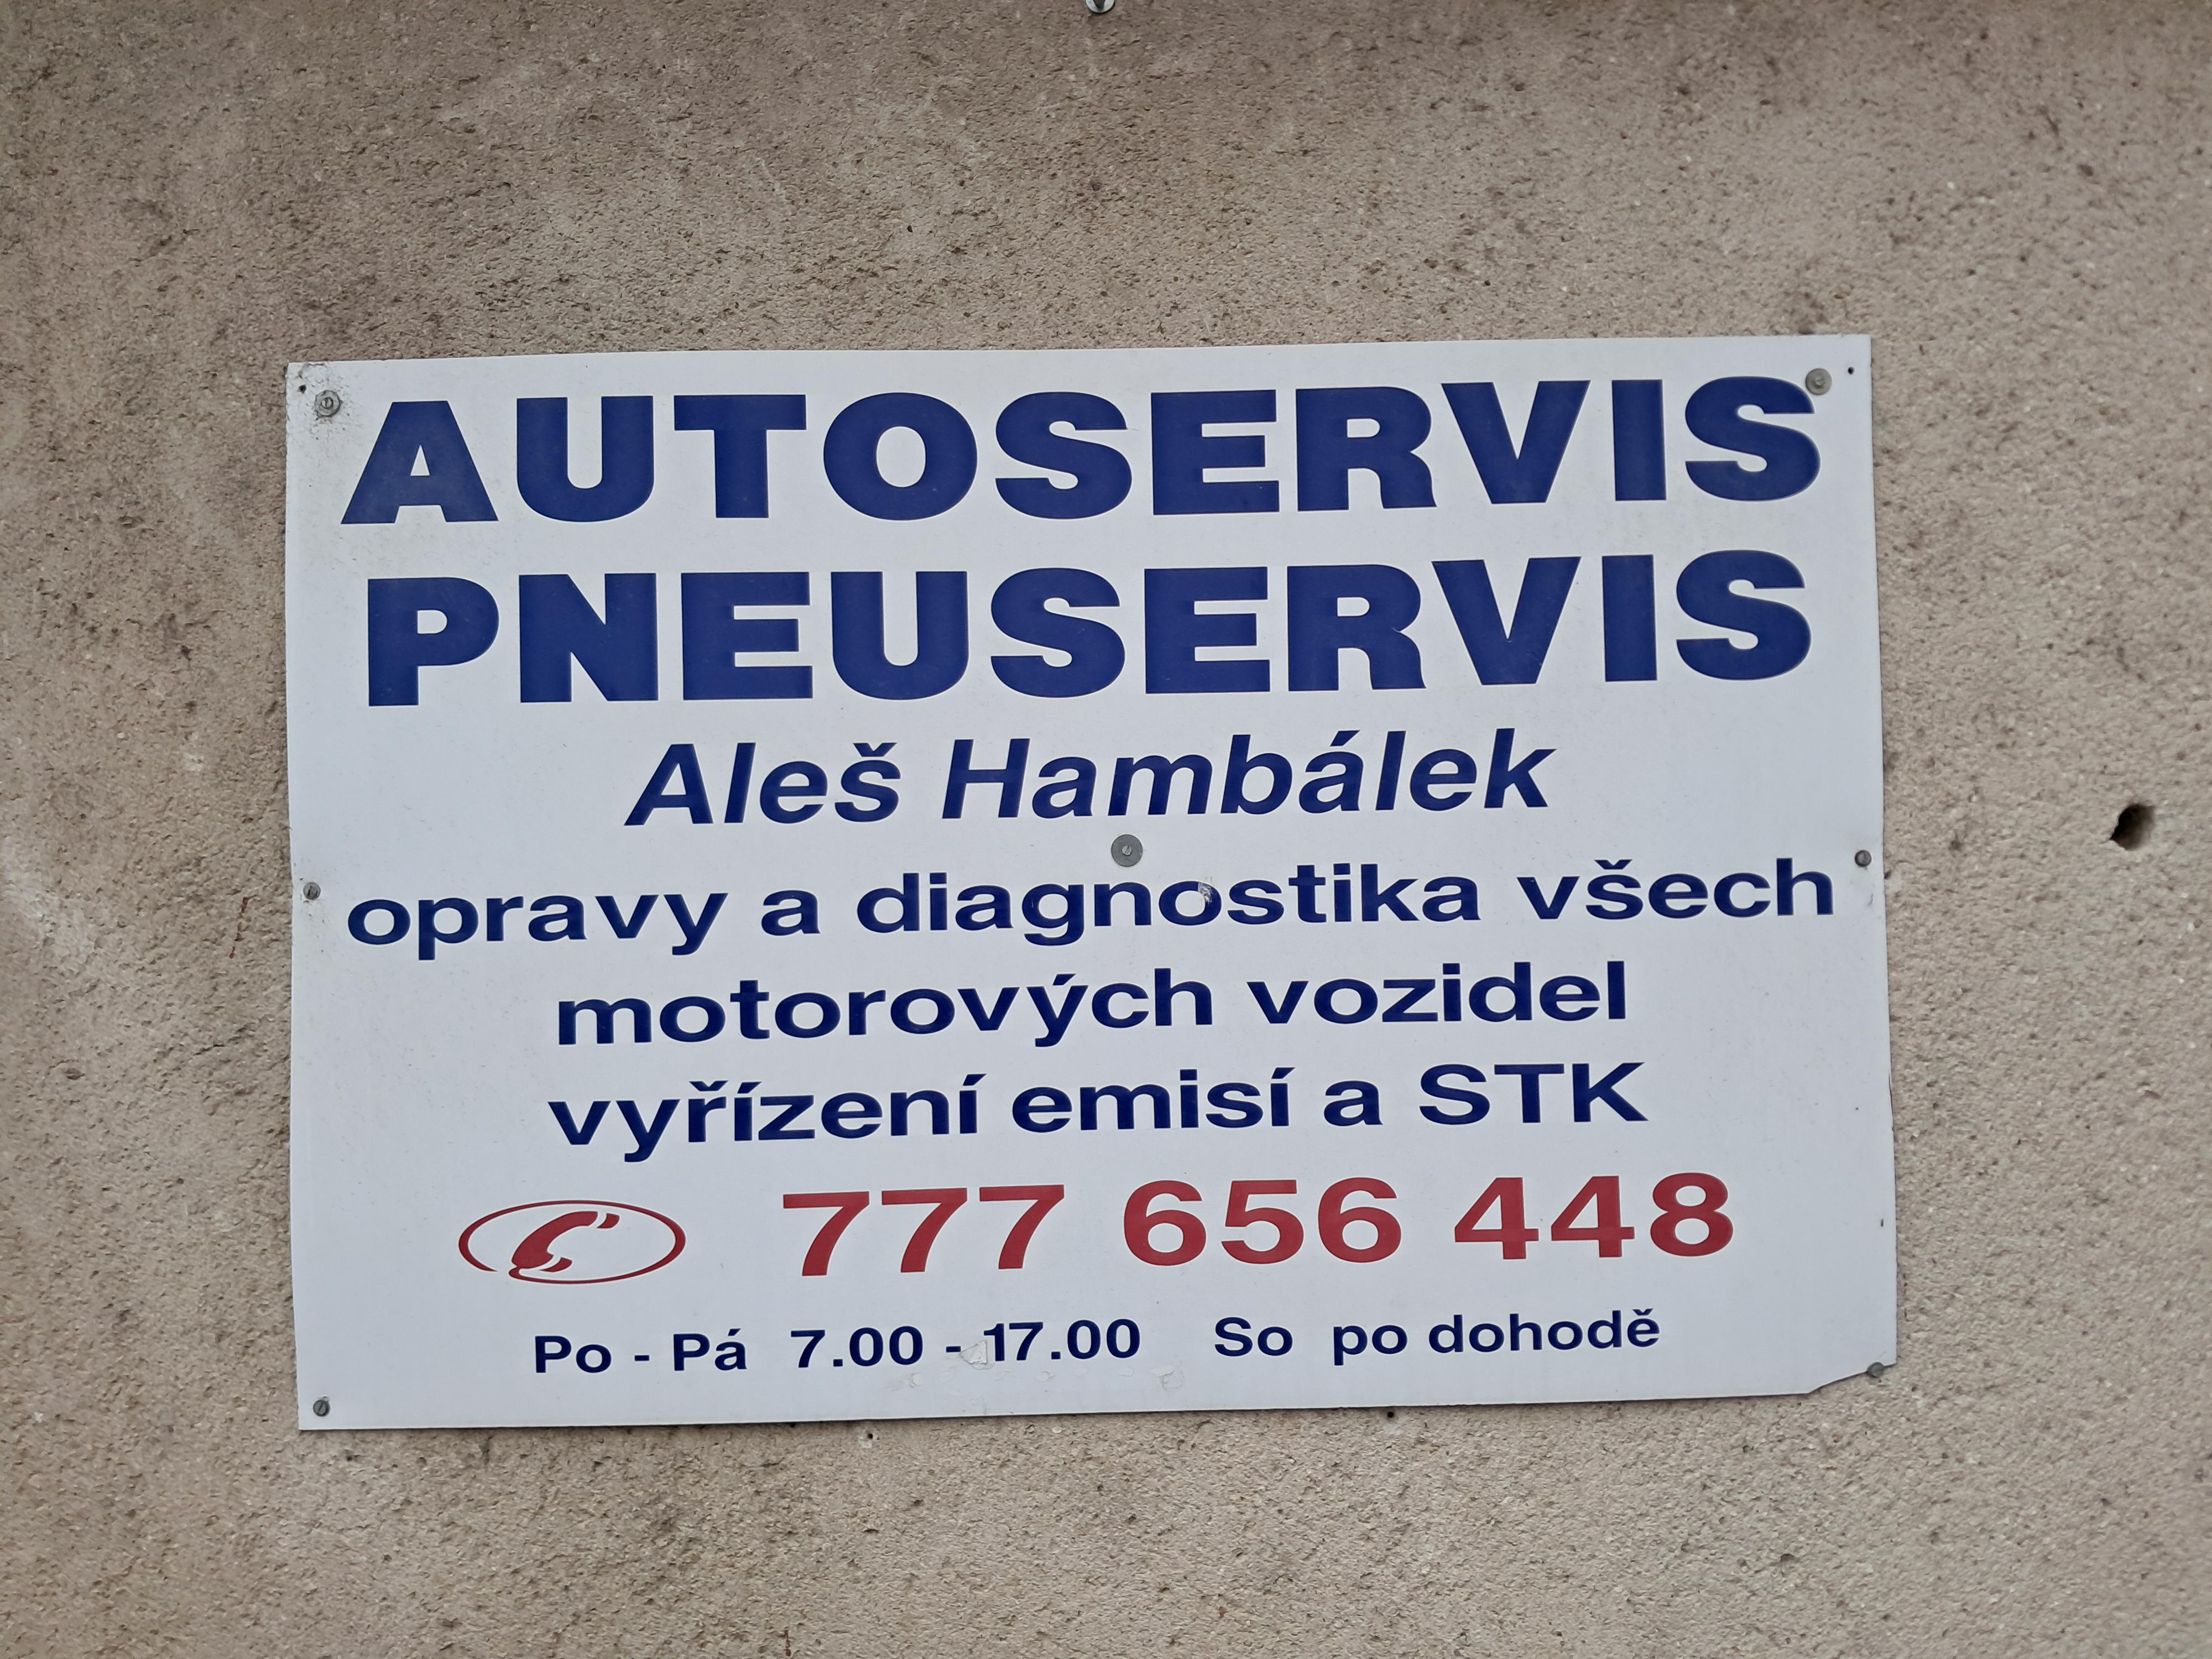 AUTOSERVIS
PNEUSERVIS
Aleš Hambálek
opravy a diagnostika všech
motorových vozidel
vyřízení emisí a STK
777 656 448
Po - Pá 7.00 - 17.00 So po dohodě